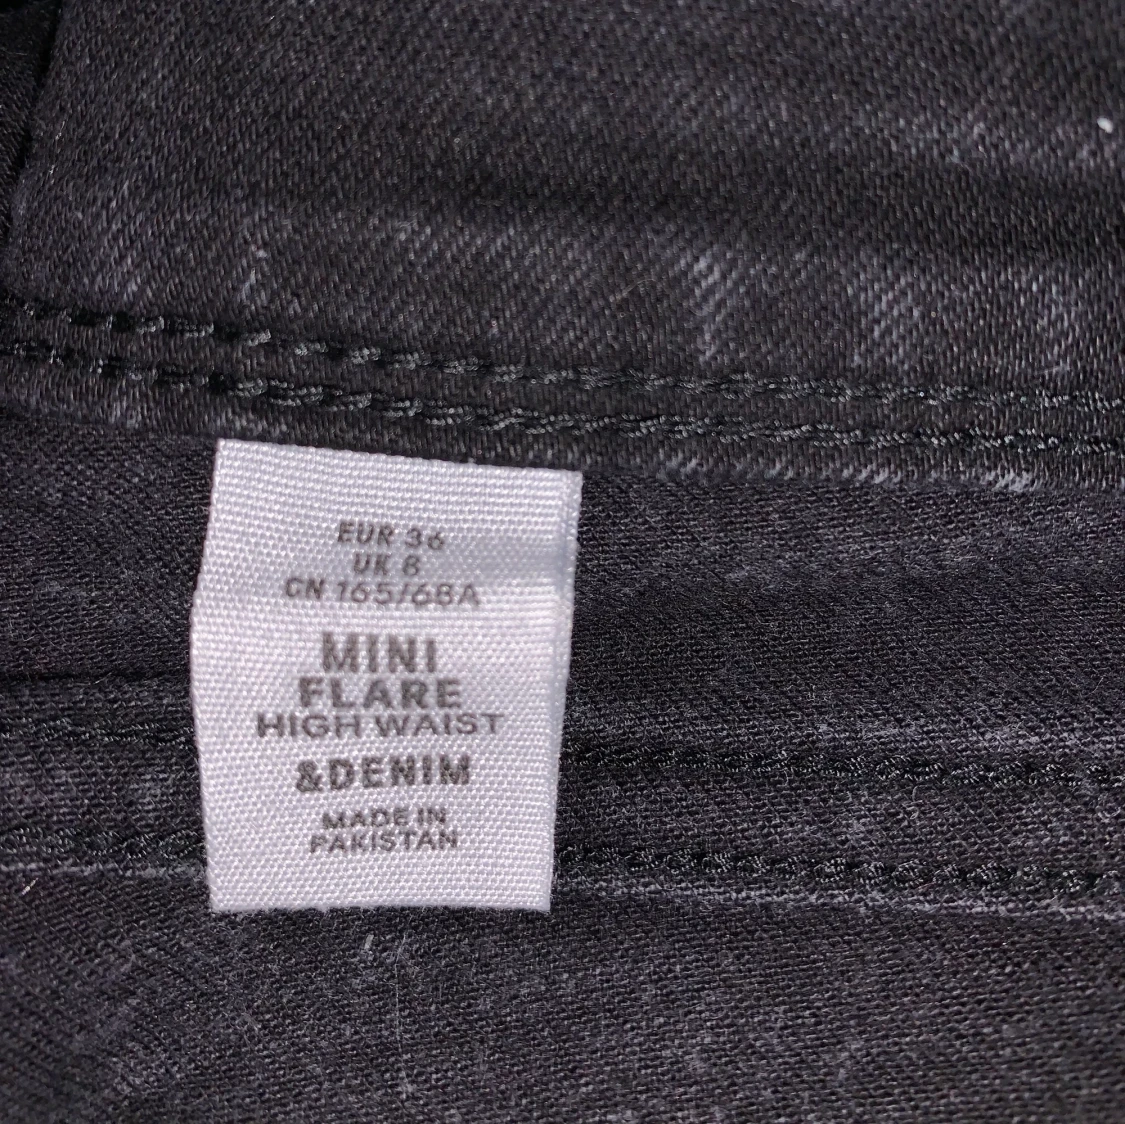 EUR 36
UK 8
CN 165/68A
MINI
FLARE
HIGH WAIST
&DENIM
MADE IN
PAKISTAN